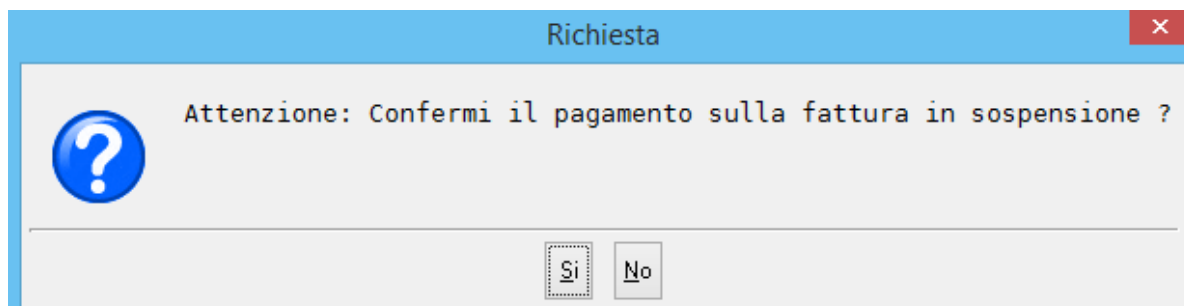 Richiesta
Attenzione: Confermi il pagamento sulla fattura in sospensione ?
Si No